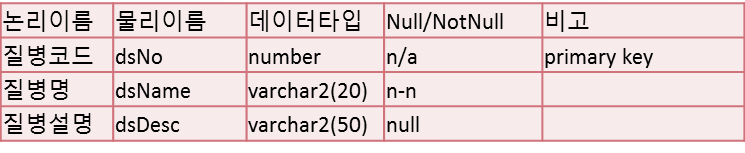 논리이름 물리이름 데이터타입 Null/NotNull 비고
질병코드 dsNo number n/a primary key
질병명 dsName varchar2(20) n-n
질병설명 dsDesc varchar2(50) null